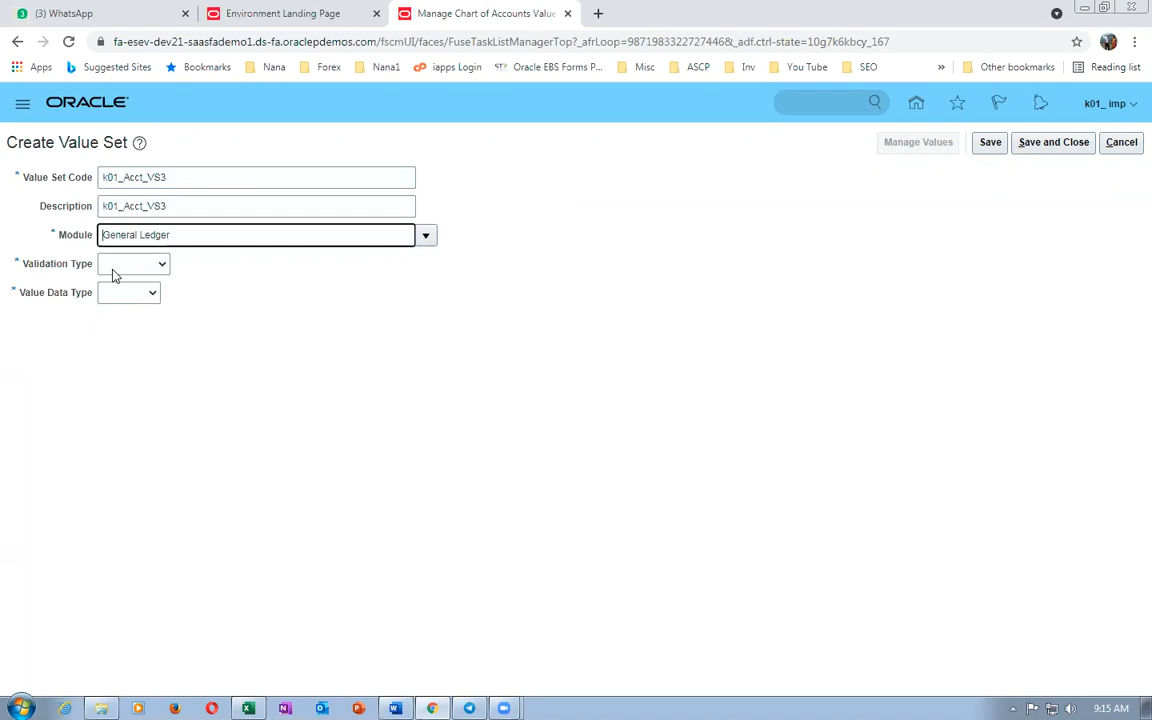 (3) WhatsApp
Environment Landing Page
Manage Chart of Accounts Value
fa-esev-dev21-saasfademo1.ds-fa.oraclepdemos.com/fscmUI/faces/FuseTaskListManagerTop?_afrLoop=9871983322727446&_adf.ctrl-state=10g7k6kbcy_167
Apps Suggested Sites Bookmarks Nana Forex Nana1 iapps Login Oracle EBS Forms P... Misc ASCP Inv You Tube SEO » Other bookmarks Reading list
ORACLE
k01_ imp
Create Value Set
Manage Values Save Save and Close Cancel
* Value Set Code k01_Acct_VS3
Description k01_Acct_VS3
* Module General Ledger
* Validation Type
* Value Data Type
9:15 AM